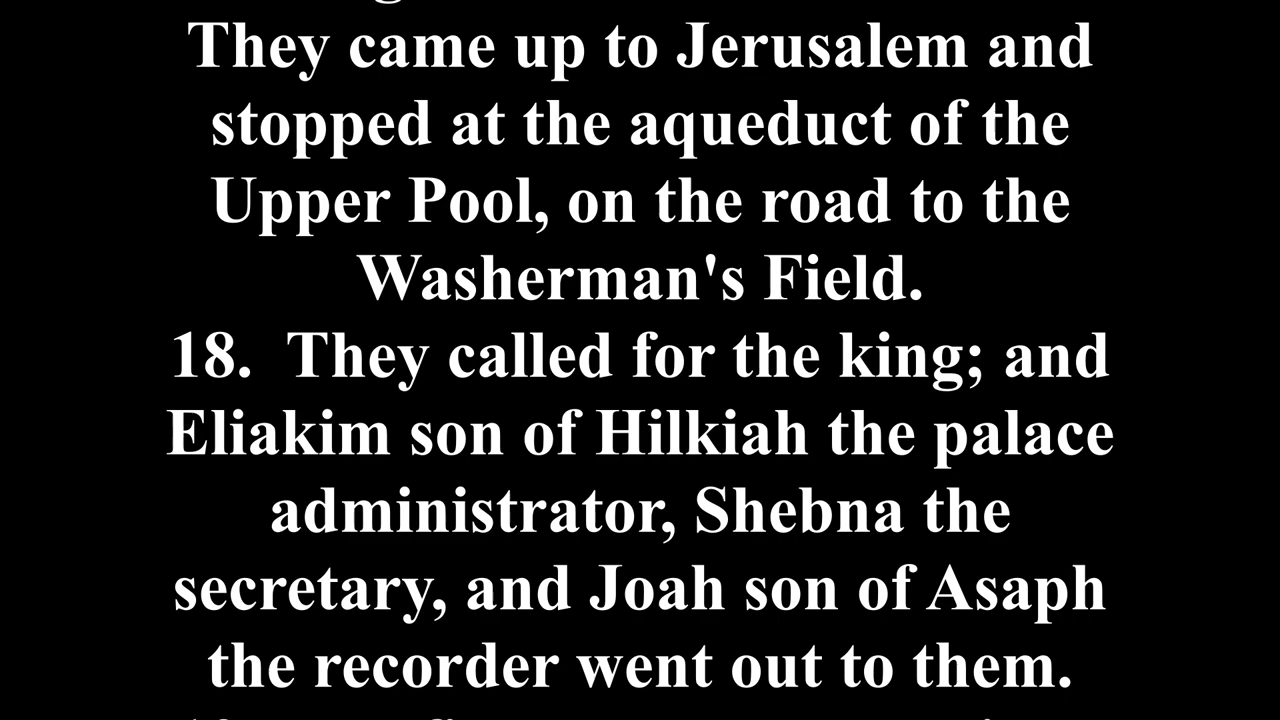 They came up to Jerusalem and
stopped at the aqueduct of the
Upper Pool, on the road to the
Washerman's Field.
18.  They called for the king; and
Eliakim son of Hilkiah the palace
administrator, Shebna the
secretary, and Joah son of Asaph
the recorder went out to them.